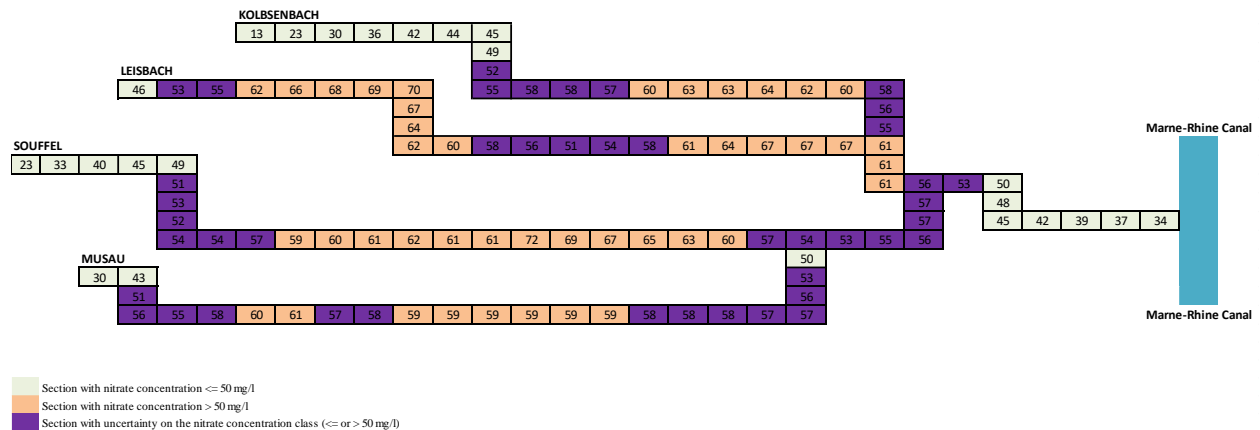 KOLBSENBACH
13 23 30 36 42 44 45
49
LEISBACH
52
46 53 55 62 66 68 69 70
55 58 58 57 60 63 63 64 62 60 58
67
56
64
55
Marne-Rhine Canal
SOUFFEL
62 60 58 56 51 54 58 61 64 67 67 67 61
23 33 40 45 49
61
51
61 56 53 50
53
57
48
52
57
45 42 39 37 34
54 54 57 59 60 61 62 61 61 72 69 67 65 63 60 57 54 53 55 56
MUSAU
50
30 43
53
51
56
56 55 58 60 61 57 58 59 59 59 59 59 59 58 58 58 57 57
Marne-Rhine Canal
Section with nitrate concentration <= 50 mg/l
Section with nitrate concentration > 50 mg/l
Section with uncertainty on the nitrate concentration class (<= or > 50 mg/l)